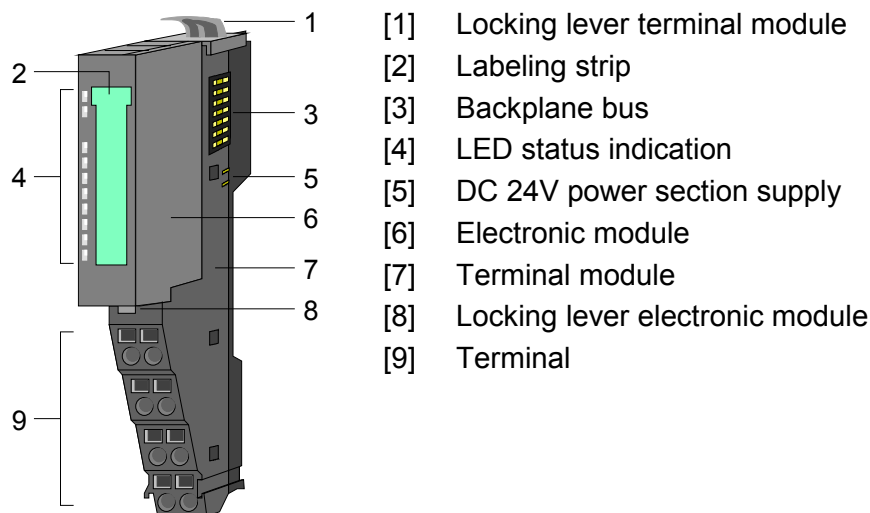 1
2
3
4
5
6
7
8
9
[1] Locking lever terminal module
[2] Labeling strip
[3] Backplane bus
[4] LED status indication
[5] DC 24V power section supply
[6] Electronic module
[7] Terminal module
[8] Locking lever electronic module
[9] Terminal